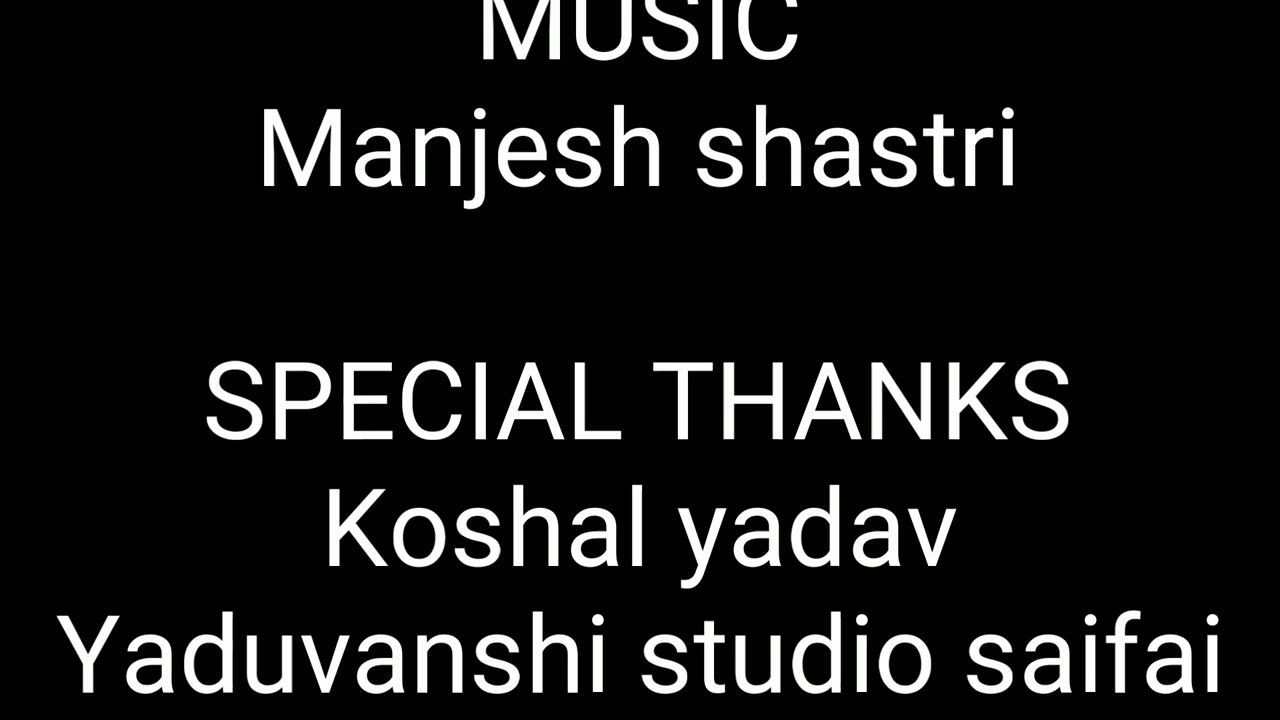 MUSIC
Manjesh shastri
SPECIAL THANKS
Koshal yadav
Yaduvanshi studio saifai